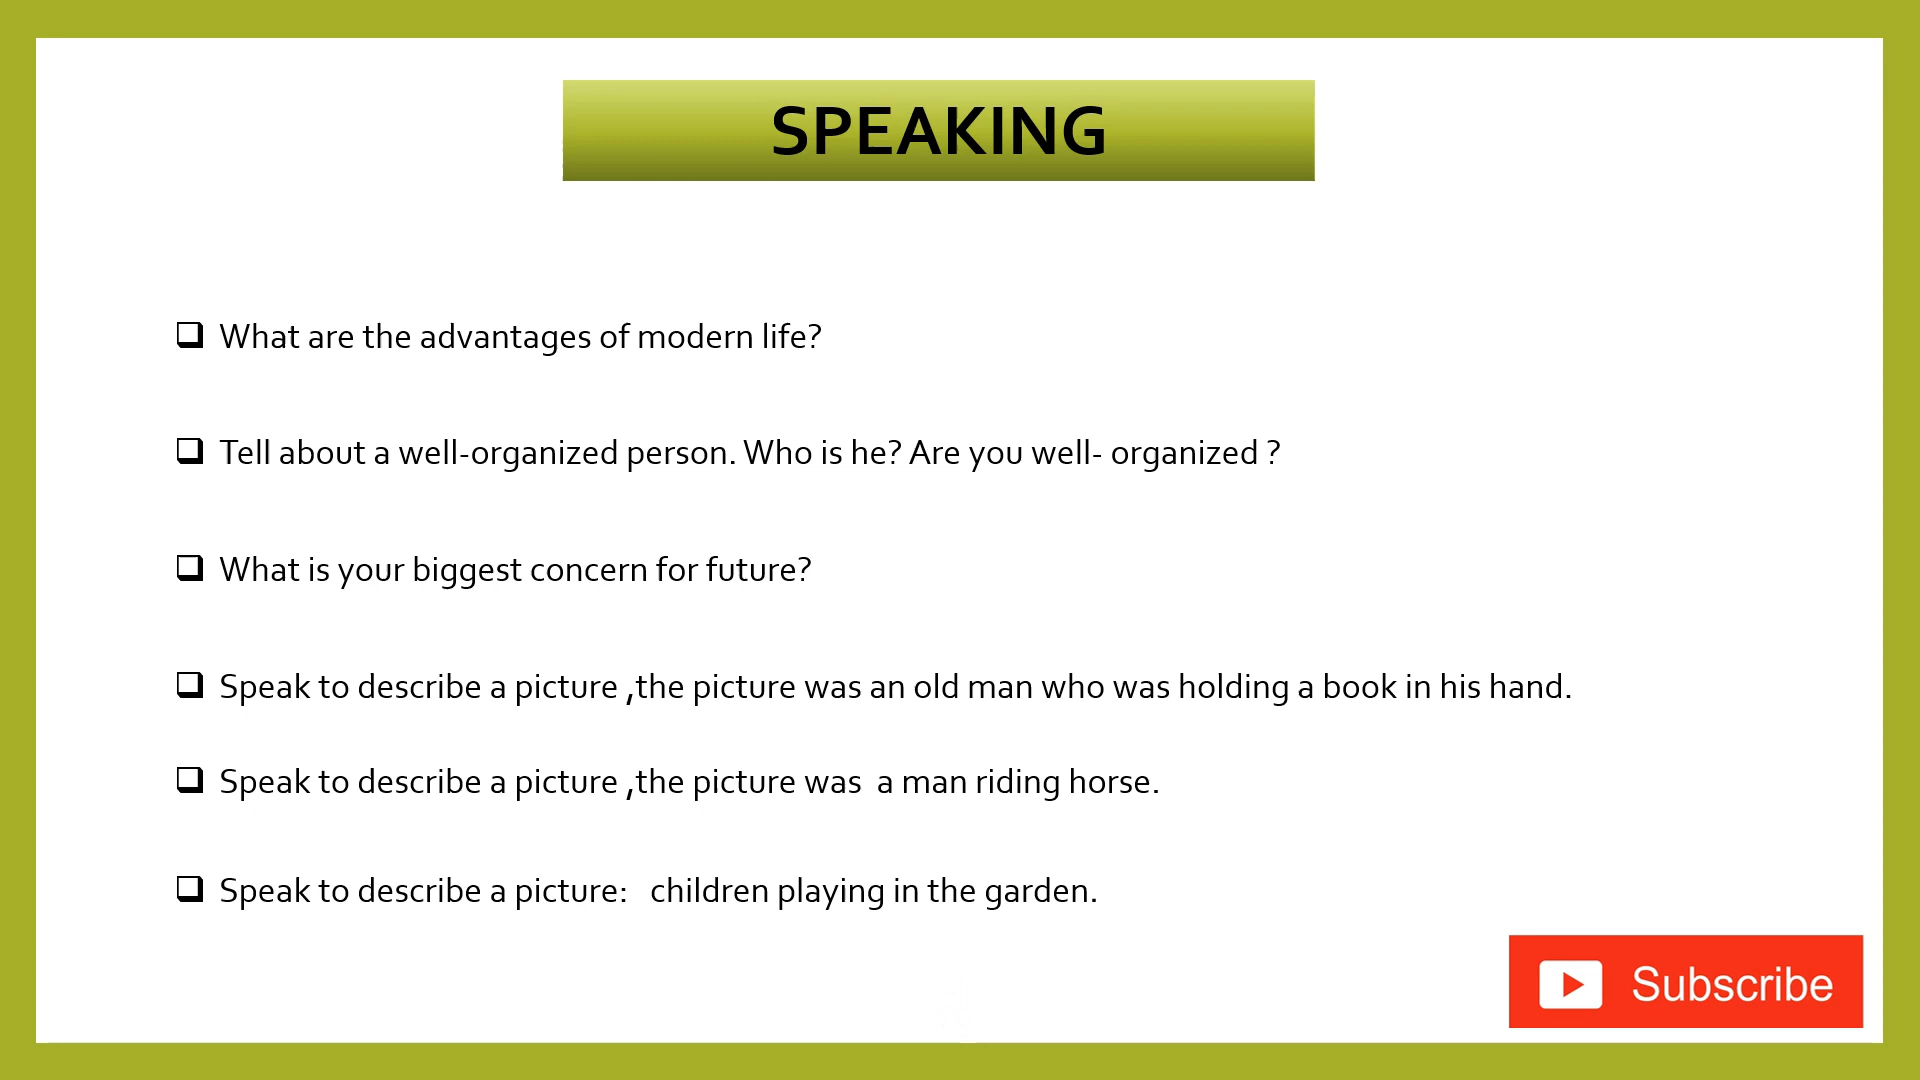 SPEAKING
What are the advantages of modern life?
Tell about a well-organized person. Who is he? Are you well- organized ?
What is your biggest concern for future?
Speak to describe a picture ,the picture was an old man who was holding a book in his hand.
Speak to describe a picture ,the picture was  a man riding horse.
Speak to describe a picture:   children playing in the garden.
Subscribe